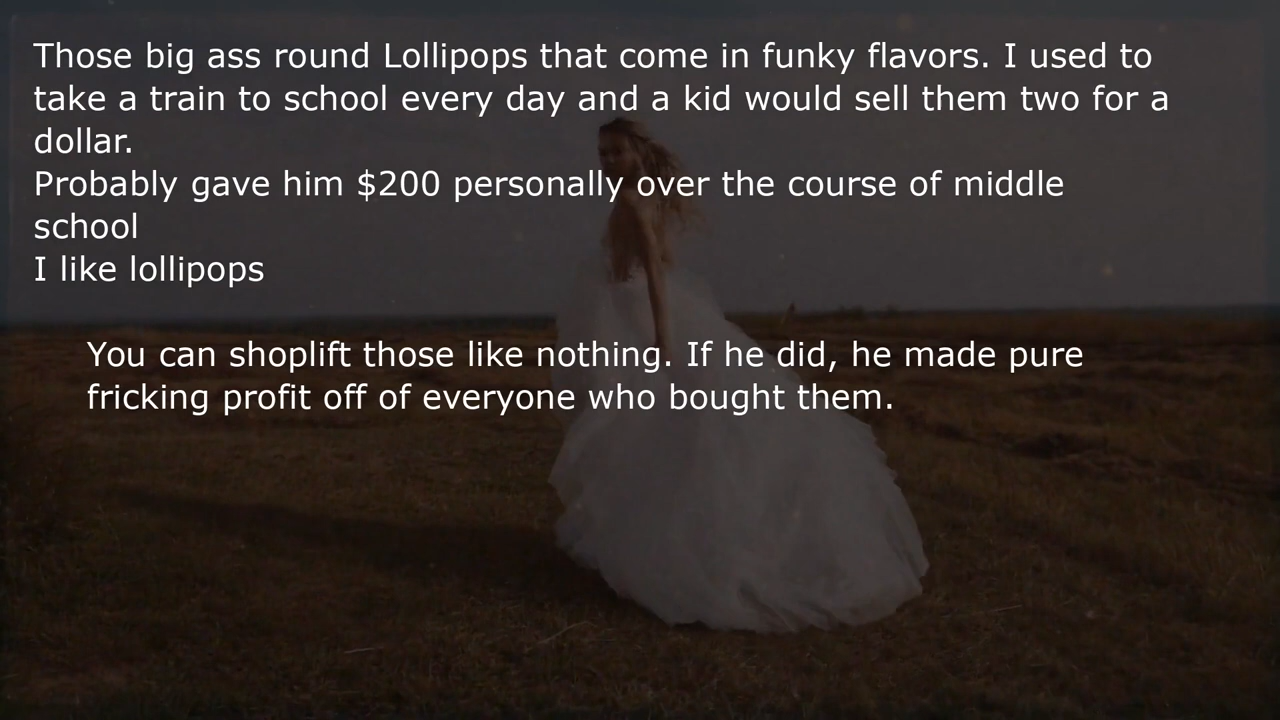 Those big ass round Lollipops that come in funky flavors. I used to
take a train to school every day and a kid would sell them two for a
dollar.
Probably gave him $200 personally over the course of middle
school
I like lollipops
You can shoplift those like nothing. If he did, he made pure
fricking profit off of everyone who bought them.